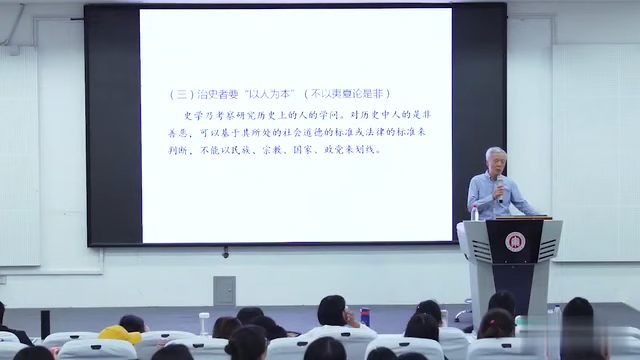 （三）治史者要“以人为本”（不以夷夏论是非）
史学乃考察研究历史上的人的学问。对历史中人的是非
善恶，可以基于其所处的社会道德的标准或法律的标准来
判断，不能以民族、宗教、国家、政党来划线。